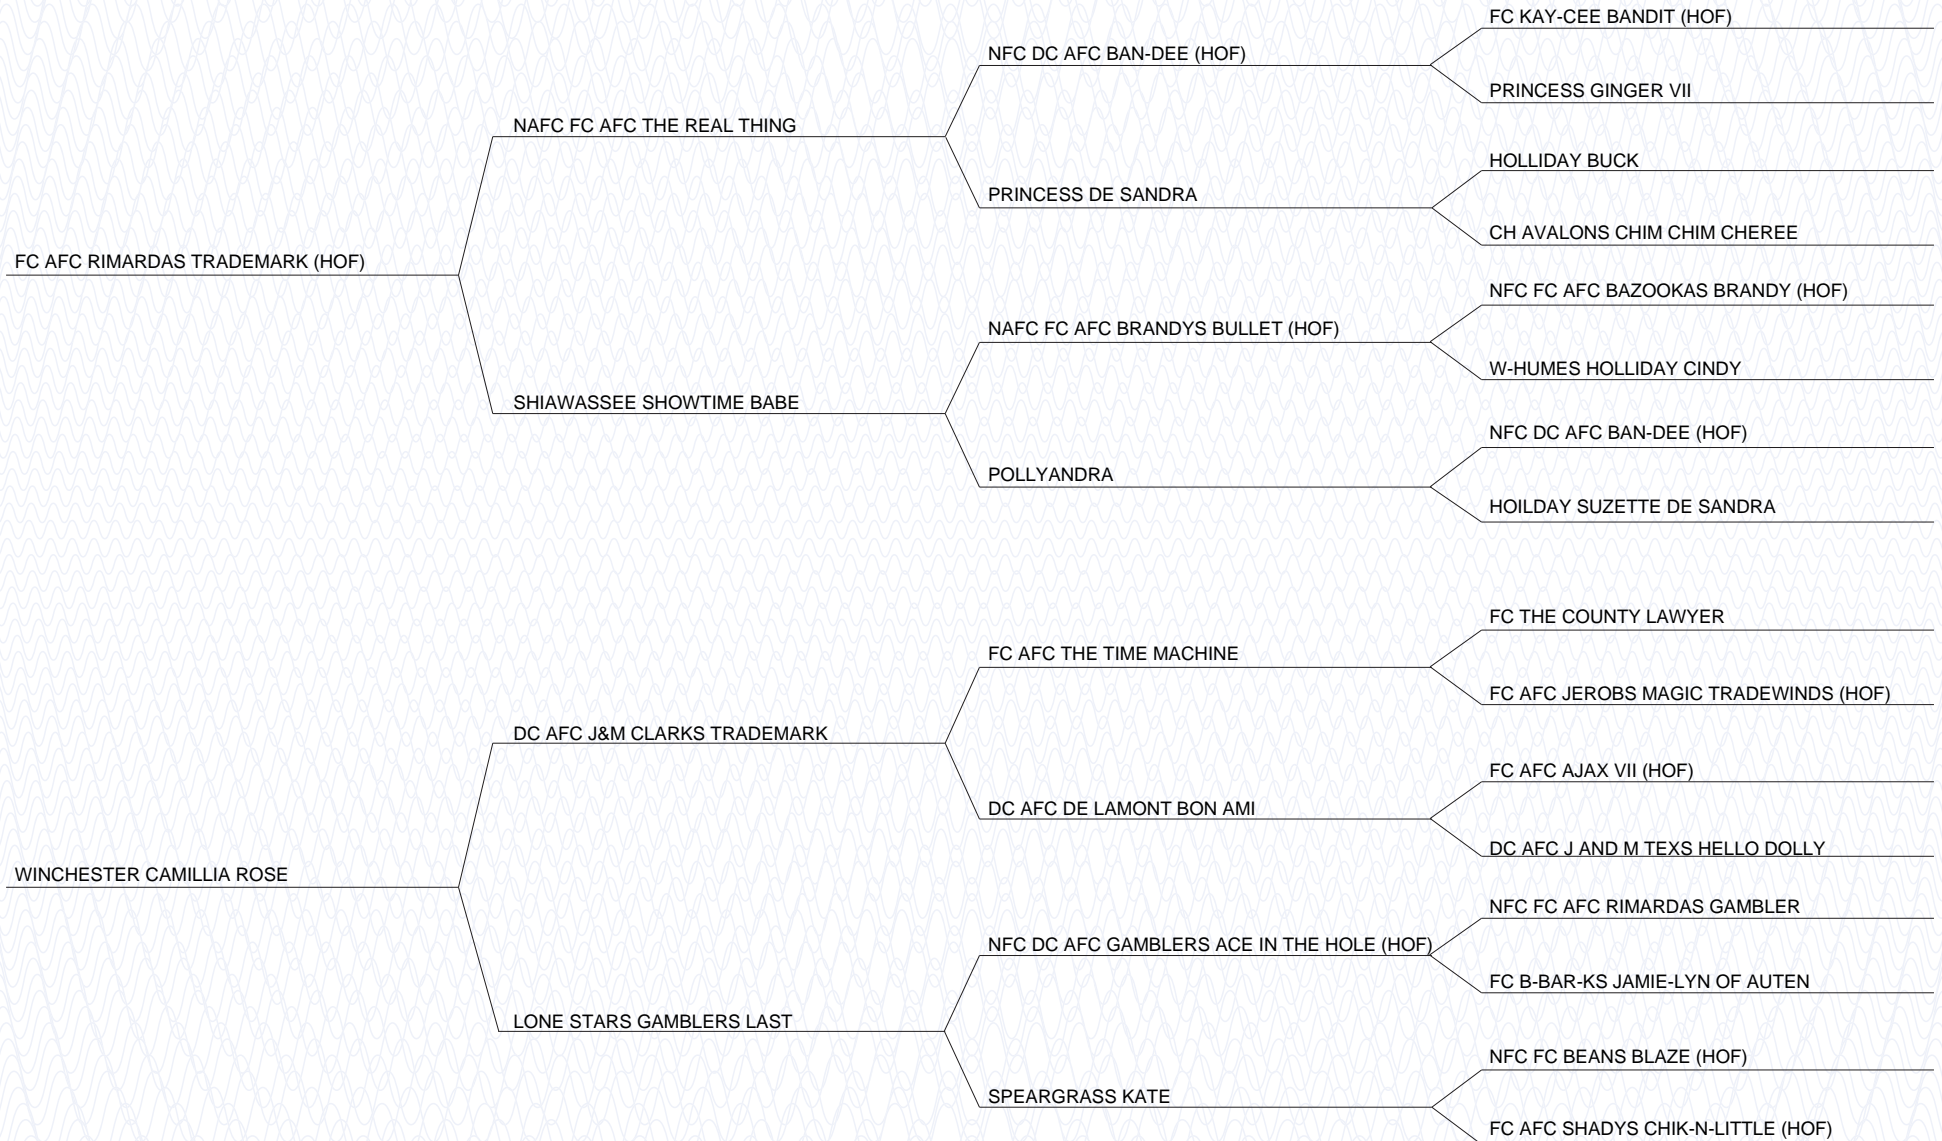 FC KAY-CEE BANDIT (HOF)
NFC DC AFC BAN-DEE (HOF)
PRINCESS GINGER VII
NAFC FC AFC THE REAL THING
HOLLIDAY BUCK
PRINCESS DE SANDRA
CH AVALONS CHIM CHIM CHEREE
FC AFC RIMARDAS TRADEMARK (HOF)
NFC FC AFC BAZOOKAS BRANDY (HOF)
NAFC FC AFC BRANDYS BULLET (HOF)
W-HUMES HOLLIDAY CINDY
SHIAWASSEE SHOWTIME BABE
NFC DC AFC BAN-DEE (HOF)
POLLYANDRA
HOILDAY SUZETTE DE SANDRA
FC THE COUNTY LAWYER
FC AFC THE TIME MACHINE
FC AFC JEROBS MAGIC TRADEWINDS (HOF)
DC AFC J&M CLARKS TRADEMARK
FC AFC AJAX VII (HOF)
DC AFC DE LAMONT BON AMI
DC AFC J AND M TEXS HELLO DOLLY
WINCHESTER CAMILLIA ROSE
NFC FC AFC RIMARDAS GAMBLER
NFC DC AFC GAMBLERS ACE IN THE HOLE (HOF)
FC B-BAR-KS JAMIE-LYN OF AUTEN
LONE STARS GAMBLERS LAST
NFC FC BEANS BLAZE (HOF)
SPEARGRASS KATE
FC AFC SHADYS CHIK-N-LITTLE (HOF)